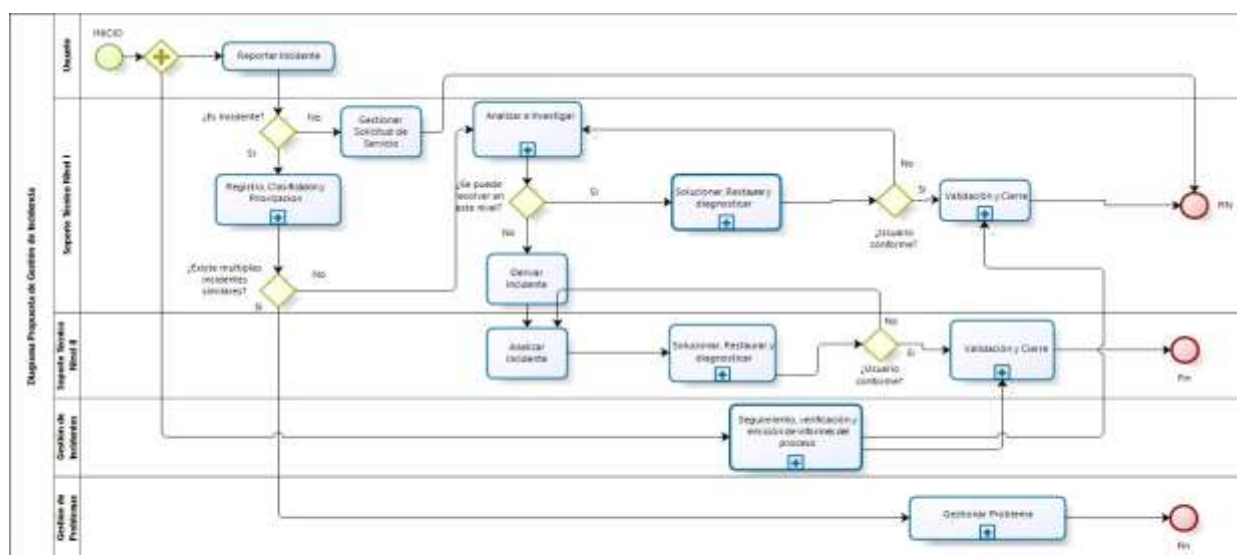 Diagrama Propuesta de Gestión de Incidencia
Usuario
INICIO
Reportar Incidente
Soporte Técnico Nivel I
¿Es Incidente?
No
Si
Gestionar
Solicitud de
Servicio
Registro, Clasificación y
Priorización
¿Existe multiples
incidentes
similares?
No
Si
Analizar e Investigar
¿Se puede
resolver en
este nivel?
Si
No
Derivar
Incidente
Solucionar, Restaurar y
diagnosticar
No
Si
¿Usuario
conforme?
Validación y Cierre
FIN
Soporte Técnico
Nivel II
Analizar
Incidente
Solucionar, Restaurar y
diagnosticar
No
Si
¿Usuario
conforme?
Validación y Cierre
Fin
Gestión de
Incidentes
Seguimiento, verificación y
emisión de informes del
proceso
Gestión de
Problemas
Gestionar Problema
Fin